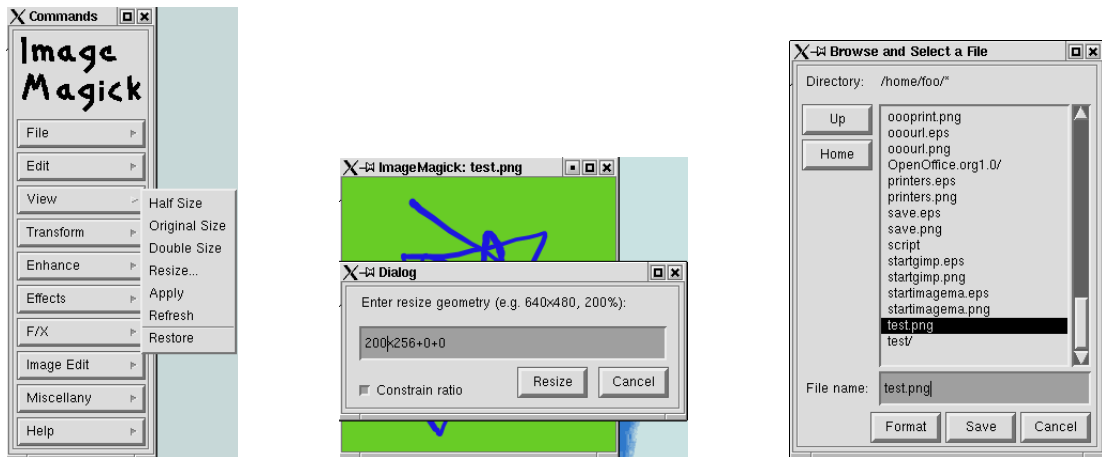 Commands
Image
Magick
File
Edit
View
Transform
Enhance
Effects
F/X
Image Edit
Miscellany
Help
Half Size
Original Size
Double Size
Resize...
Apply
Refresh
Restore
ImageMagick: test.png
Dialog
Enter resize geometry (e.g. 640x480, 200%):
200x256+0+0
Constrain ratio
Resize
Cancel
Browse and Select a File
Directory: /home/foo/*
Up
Home
oooprint.png
ooourl.eps
ooourl.png
OpenOffice.org1.0/
printers.eps
printers.png
save.eps
save.png
script
startgimp.eps
startgimp.png
startimagema.eps
startimagema.png
test.png
test/
File name: test.png
Format
Save
Cancel